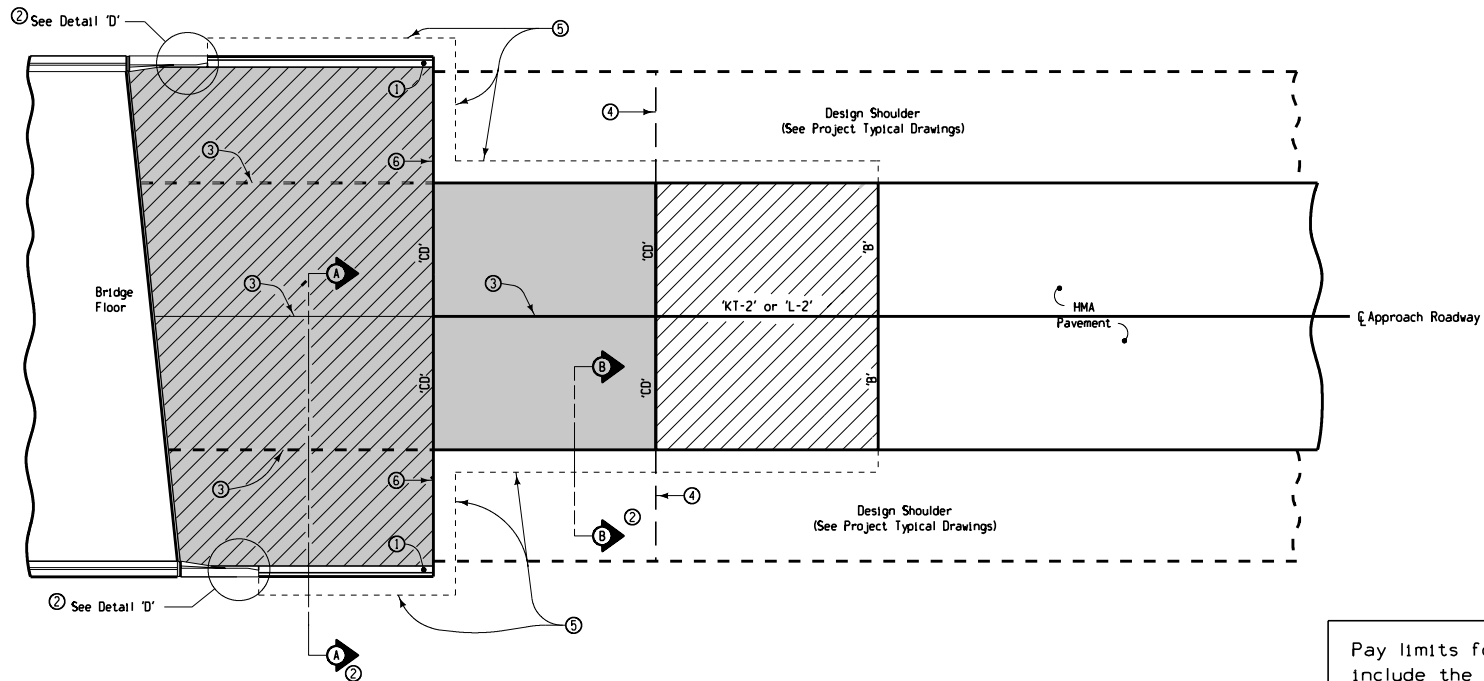 ② See Detail 'D'
⑤
①
④
Design Shoulder
(See Project Typical Drawings)
③
⑥
'CD'
'CD'
'B'
A
③
③
Bridge
Floor
'KT-2' or 'L-2'
HMA
Pavement
℄ Approach Roadway
B
'CD'
'CD'
'B'
③
⑥
④
②
B
Design Shoulder
(See Project Typical Drawings)
①
② See Detail 'D'
⑤
A
②
Pay limits fo
include the